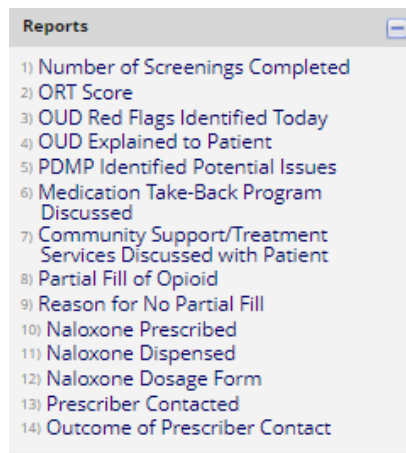 Reports
1) Number of Screenings Completed
2) ORT Score
3) OUD Red Flags Identified Today
4) OUD Explained to Patient
5) PDMP Identified Potential Issues
6) Medication Take-Back Program
Discussed
7) Community Support/Treatment
Services Discussed with Patient
8) Partial Fill of Opioid
9) Reason for No Partial Fill
10) Naloxone Prescribed
11) Naloxone Dispensed
12) Naloxone Dosage Form
13) Prescriber Contacted
14) Outcome of Prescriber Contact